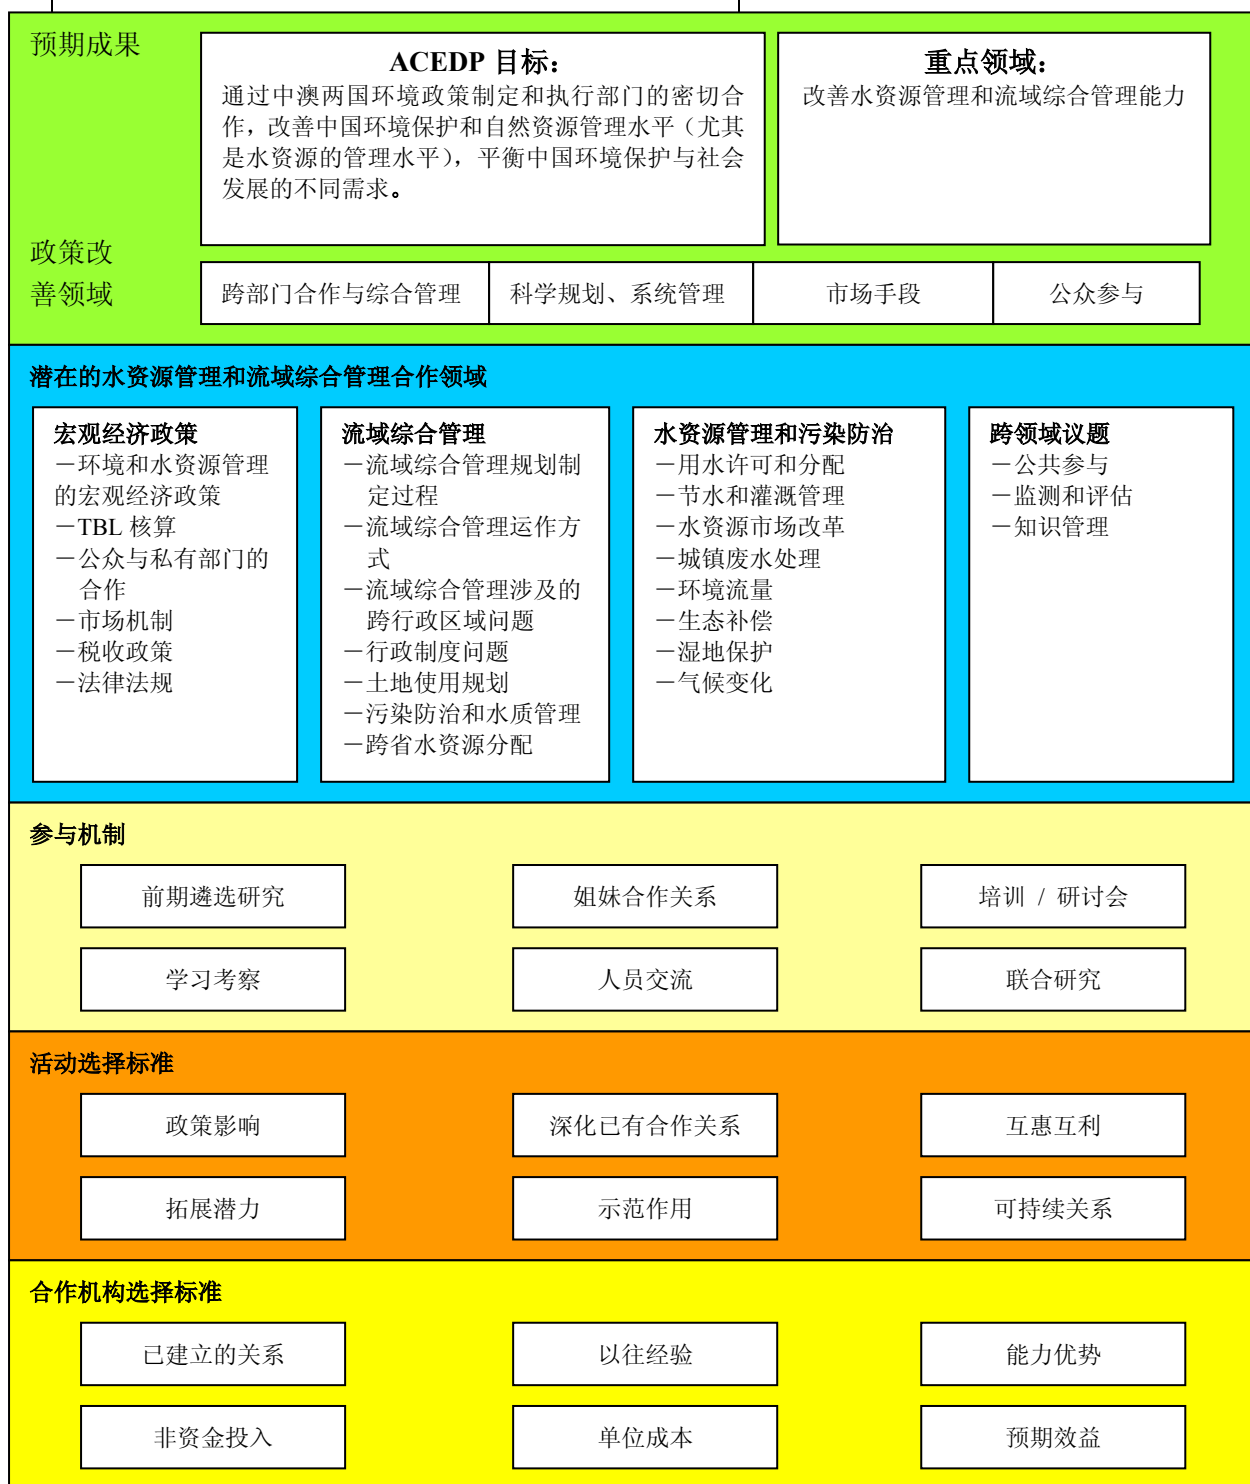 预期成果
ACEDP 目标：
通过中澳两国环境政策制定和执行部门的密切合
作，改善中国环境保护和自然资源管理水平（尤其
是水资源的管理水平），平衡中国环境保护与社会
发展的不同需求。
重点领域：
改善水资源管理和流域综合管理能力
政策改
善领域
跨部门合作与综合管理
科学规划、系统管理
市场手段
公众参与
潜在的水资源管理和流域综合管理合作领域
宏观经济政策
－环境和水资源管理
的宏观经济政策
－TBL 核算
－公众与私有部门的
合作
－市场机制
－税收政策
－法律法规
流域综合管理
－流域综合管理规划制
定过程
－流域综合管理运作方
式
－流域综合管理涉及的
跨行政区域问题
－行政制度问题
－土地使用规划
－污染防治和水质管理
－跨省水资源分配
水资源管理和污染防治
－用水许可和分配
－节水和灌溉管理
－水资源市场改革
－城镇废水处理
－环境流量
－生态补偿
－湿地保护
－气候变化
跨领域议题
－公共参与
－监测和评估
－知识管理
参与机制
前期遴选研究
姐妹合作关系
培训 / 研讨会
学习考察
人员交流
联合研究
活动选择标准
政策影响
深化已有合作关系
互惠互利
拓展潜力
示范作用
可持续关系
合作机构选择标准
已建立的关系
以往经验
能力优势
非资金投入
单位成本
预期效益